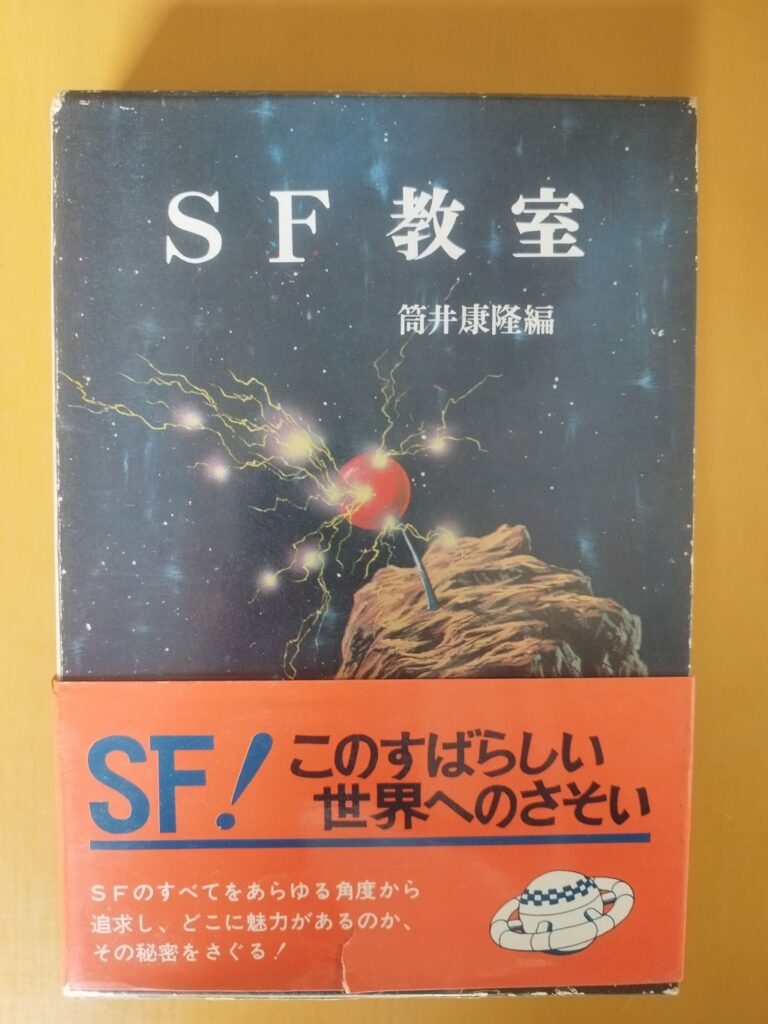 SF教室
筒井康隆編
SF!
このすばらしい
世界へのさそい
SFのすべてをあらゆる角度から
追求し、どこに魅力があるのか、
その秘密をさぐる!